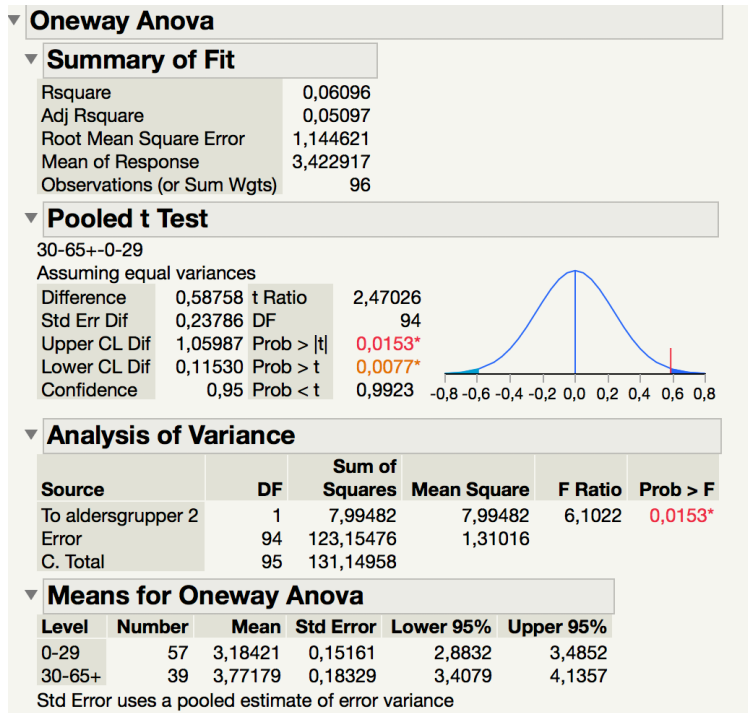 Oneway Anova
Summary of Fit
Rsquare 0,06096
Adj Rsquare 0,05097
Root Mean Square Error 1,144621
Mean of Response 3,422917
Observations (or Sum Wgts) 96
Pooled t Test
30-65+-0-29
Assuming equal variances
Difference 0,58758 t Ratio 2,47026
Std Err Dif 0,23786 DF 94
Upper CL Dif 1,05987 Prob > |t| 0,0153*
Lower CL Dif 0,11530 Prob > t 0,0077*
Confidence 0,95 Prob < t 0,9923
-0,8 -0,6 -0,4 -0,2 0,0 0,2 0,4 0,6 0,8
Analysis of Variance
Sum of
Source DF Squares Mean Square F Ratio Prob > F
To aldersgrupper 2 1 7,99482 7,99482 6,1022 0,0153*
Error 94 123,15476 1,31016
C. Total 95 131,14958
Means for Oneway Anova
Level Number Mean Std Error Lower 95% Upper 95%
0-29 57 3,18421 0,15161 2,8832 3,4852
30-65+ 39 3,77179 0,18329 3,4079 4,1357
Std Error uses a pooled estimate of error variance